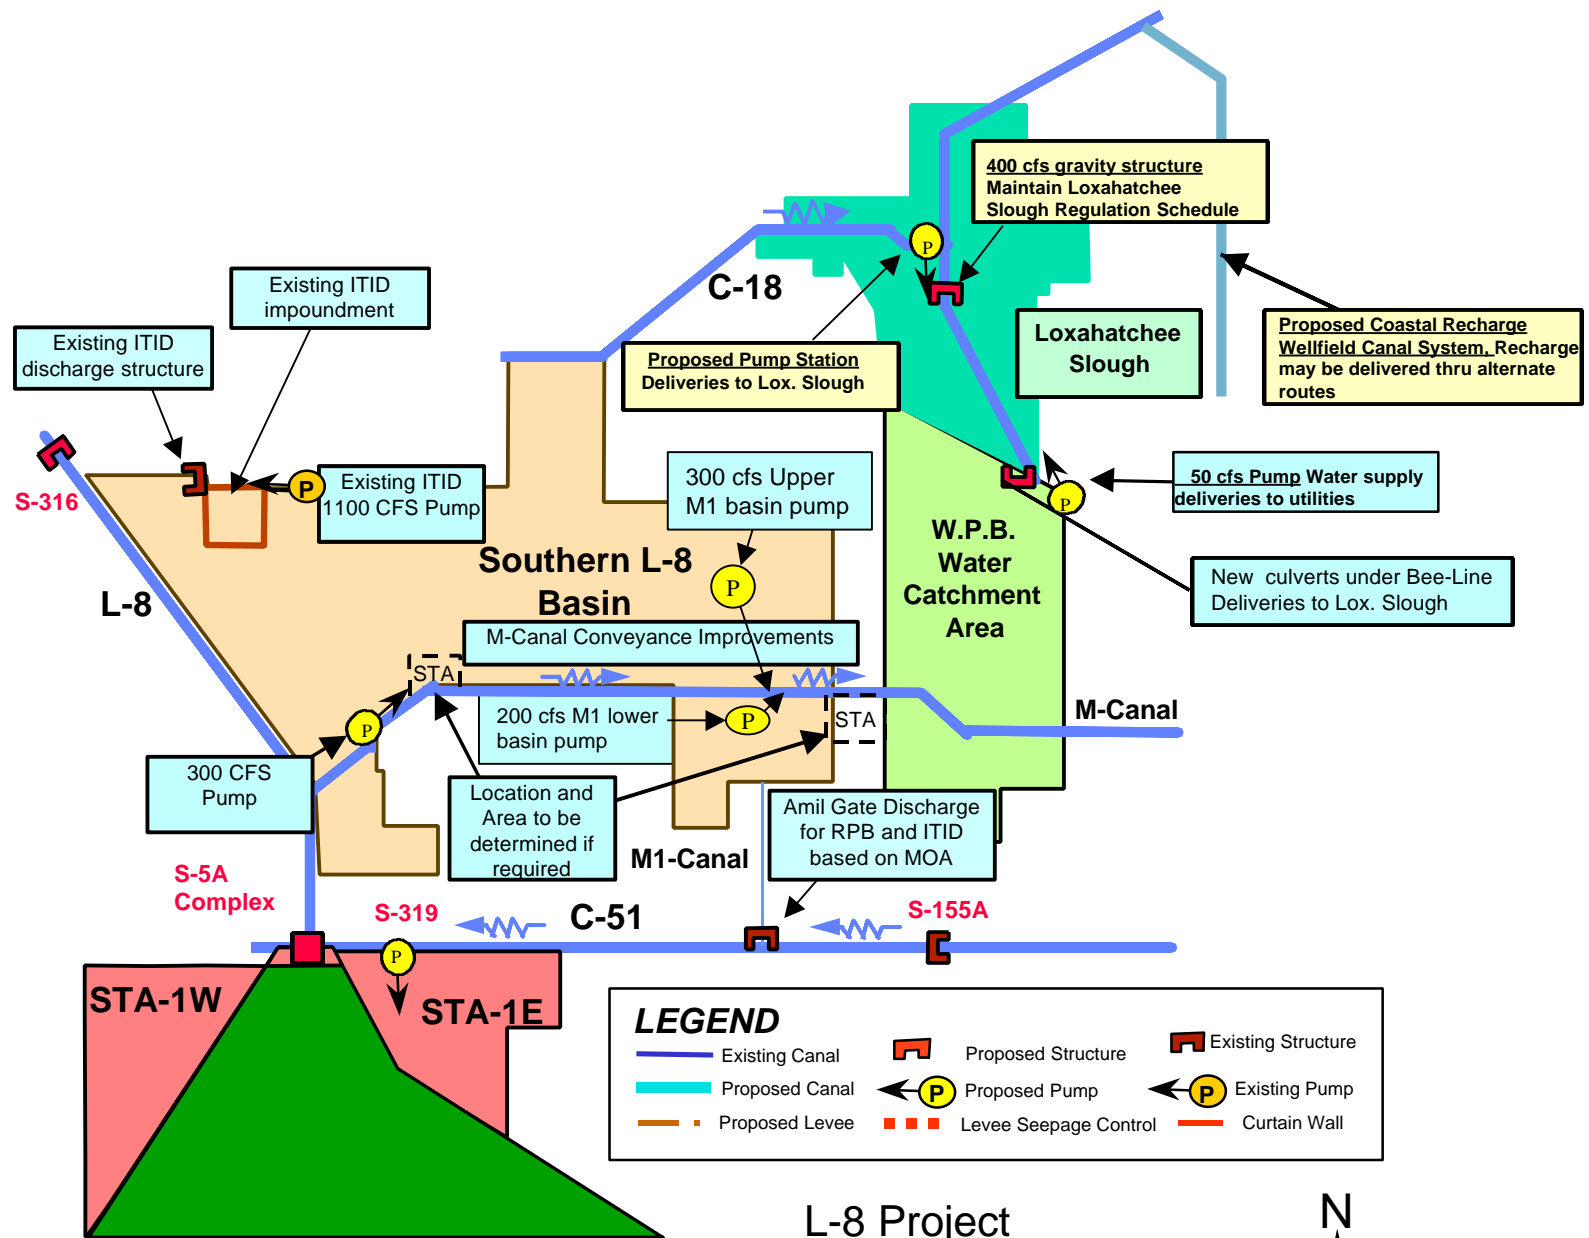 400 cfs gravity structure
Maintain Loxahatchee
Slough Regulation Schedule
P
C-18
Existing ITID
impoundment
Existing ITID
discharge structure
Proposed Pump Station
Deliveries to Lox. Slough
Loxahatchee
Slough
Proposed Coastal Recharge
Wellfield Canal System, Recharge
may be delivered thru alternate
routes
S-316
P
Existing ITID
1100 CFS Pump
300 cfs Upper
M1 basin pump
50 cfs Pump Water supply
deliveries to utilities
P
W.P.B.
Water
Catchment
Area
Southern L-8
Basin
P
L-8
New culverts under Bee-Line
Deliveries to Lox. Slough
M-Canal Conveyance Improvements
STA
P
200 cfs M1 lower
basin pump
P
STA
M-Canal
300 CFS
Pump
Location and
Area to be
determined if
required
Amil Gate Discharge
for RPB and ITID
based on MOA
M1-Canal
S-5A
Complex
S-319
C-51
S-155A
P
STA-1W
STA-1E
LEGEND
Existing Canal
Proposed Structure
Existing Structure
Proposed Canal
P
Proposed Pump
P
Existing Pump
Proposed Levee
Levee Seepage Control
Curtain Wall
L-8 Project
N